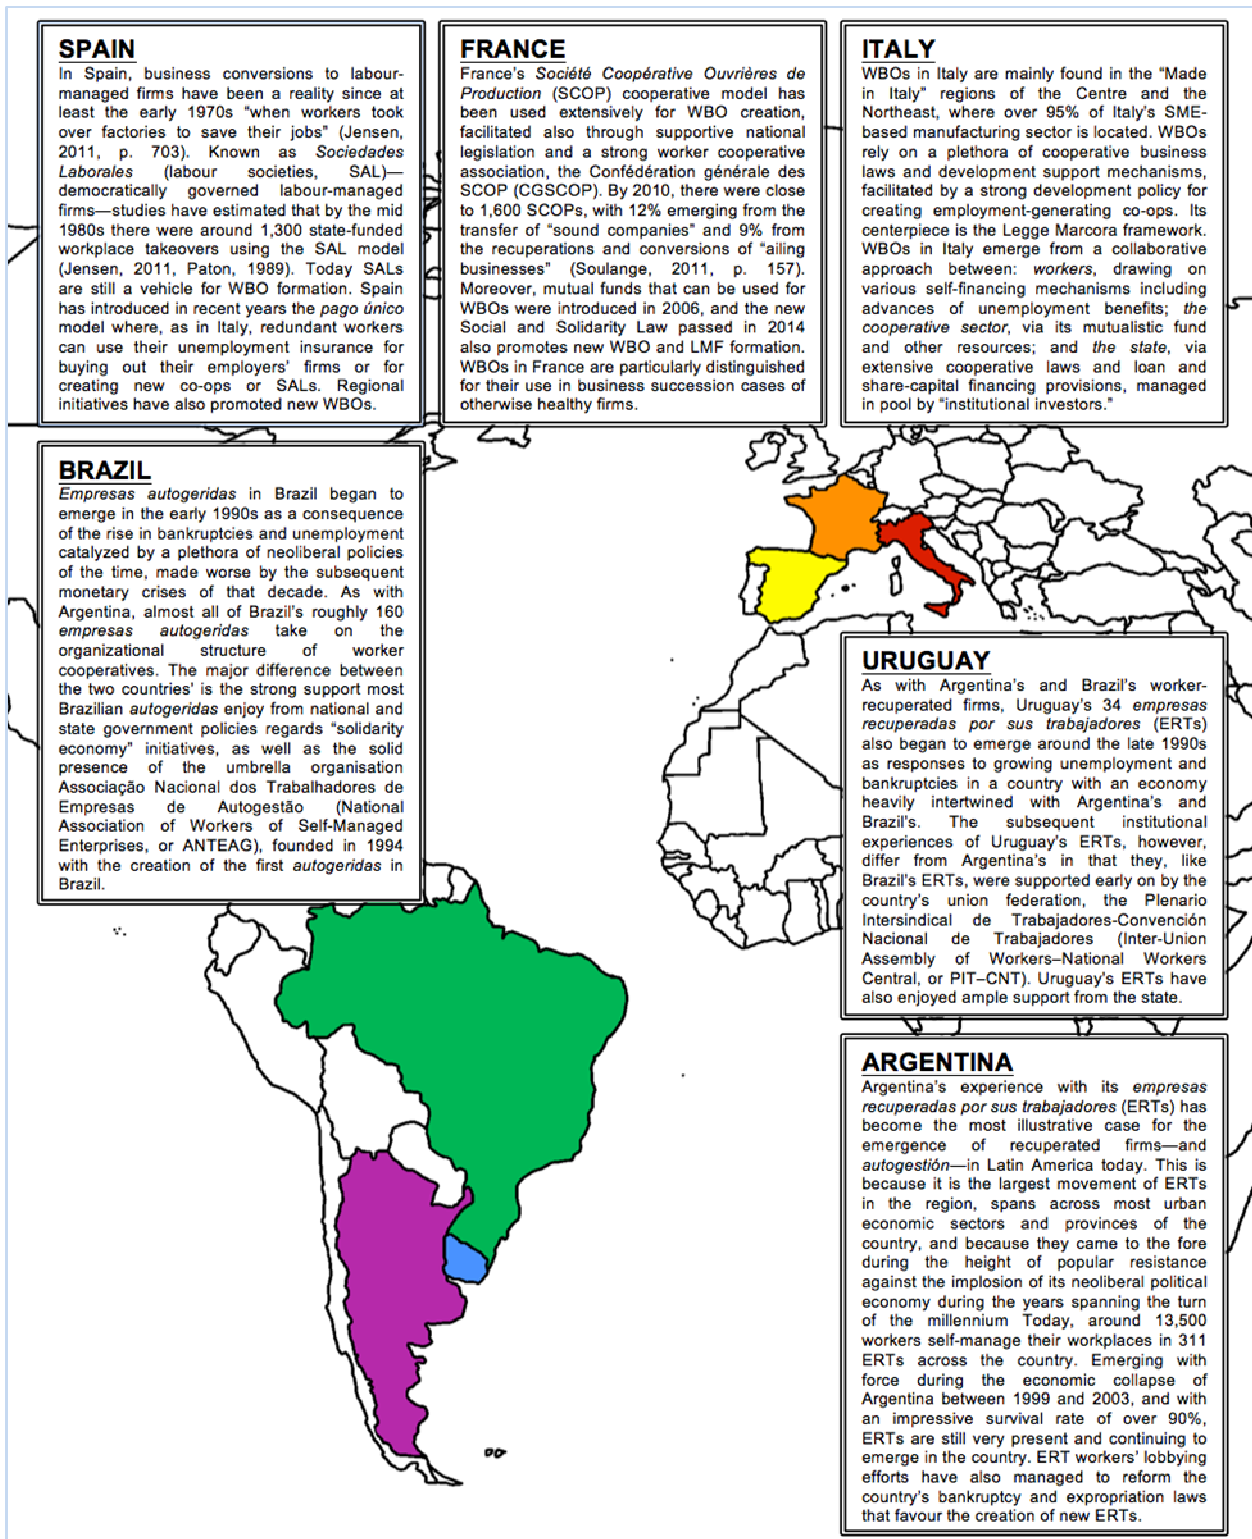 SPAIN
In Spain, business conversions to labour-
managed firms have been a reality since at
least the early 1970s “when workers took
over factories to save their jobs” (Jensen,
2011, p. 703). Known as Sociedades
Laborales (labour societies, SAL)—
democratically governed labour-managed
firms—studies have estimated that by the mid
1980s there were around 1,300 state-funded
workplace takeovers using the SAL model
(Jensen, 2011, Paton, 1989). Today SALs
are still a vehicle for WBO formation. Spain
has introduced in recent years the pago único
model where, as in Italy, redundant workers
can use their unemployment insurance for
buying out their employers’ firms or for
creating new co-ops or SALs. Regional
initiatives have also promoted new WBOs.
FRANCE
France’s Société Coopérative Ouvrières de
Production (SCOP) cooperative model has
been used extensively for WBO creation,
facilitated also through supportive national
legislation and a strong worker cooperative
association, the Confédération générale des
SCOP (CGSCOP). By 2010, there were close
to 1,600 SCOPs, with 12% emerging from the
transfer of “sound companies” and 9% from
the recuperations and conversions of “ailing
businesses” (Soulange, 2011, p. 157).
Moreover, mutual funds that can be used for
WBOs were introduced in 2006, and the new
Social and Solidarity Law passed in 2014
also promotes new WBO and LMF formation.
WBOs in France are particularly distinguished
for their use in business succession cases of
otherwise healthy firms.
ITALY
WBOs in Italy are mainly found in the “Made
in Italy” regions of the Centre and the
Northeast, where over 95% of Italy’s SME-
based manufacturing sector is located. WBOs
rely on a plethora of cooperative business
laws and development support mechanisms,
facilitated by a strong development policy for
creating employment-generating co-ops. Its
centerpiece is the Legge Marcora framework.
WBOs in Italy emerge from a collaborative
approach between: workers, drawing on
various self-financing mechanisms including
advances of unemployment benefits; the
cooperative sector, via its mutualistic fund
and other resources; and the state, via
extensive cooperative laws and loan and
share-capital financing provisions, managed
in pool by “institutional investors.”
BRAZIL
Empresas autogeridas in Brazil began to
emerge in the early 1990s as a consequence
of the rise in bankruptcies and unemployment
catalyzed by a plethora of neoliberal policies
of the time, made worse by the subsequent
monetary crises of that decade. As with
Argentina, almost all of Brazil’s roughly 160
empresas autogeridas take on the
organizational structure of worker
cooperatives. The major difference between
the two countries’ is the strong support most
Brazilian autogeridas enjoy from national and
state government policies regards “solidarity
economy” initiatives, as well as the solid
presence of the umbrella organisation
Associação Nacional dos Trabalhadores de
Empresas de Autogestão (National
Association of Workers of Self-Managed
Enterprises, or ANTEAG), founded in 1994
with the creation of the first autogeridas in
Brazil.
URUGUAY
As with Argentina’s and Brazil’s worker-
recuperated firms, Uruguay’s 34 empresas
recuperadas por sus trabajadores (ERTs)
also began to emerge around the late 1990s
as responses to growing unemployment and
bankruptcies in a country with an economy
heavily intertwined with Argentina’s and
Brazil’s. The subsequent institutional
experiences of Uruguay’s ERTs, however,
differ from Argentina’s in that they, like
Brazil’s ERTs, were supported early on by the
country’s union federation, the Plenario
Intersindical de Trabajadores-Convención
Nacional de Trabajadores (Inter-Union
Assembly of Workers–National Workers
Central, or PIT–CNT). Uruguay’s ERTs have
also enjoyed ample support from the state.
ARGENTINA
Argentina’s experience with its empresas
recuperadas por sus trabajadores (ERTs) has
become the most illustrative case for the
emergence of recuperated firms—and
autogestión—in Latin America today. This is
because it is the largest movement of ERTs
in the region, spans across most urban
economic sectors and provinces of the
country, and because they came to the fore
during the height of popular resistance
against the implosion of its neoliberal political
economy during the years spanning the turn
of the millennium Today, around 13,500
workers self-manage their workplaces in 311
ERTs across the country. Emerging with
force during the economic collapse of
Argentina between 1999 and 2003, and with
an impressive survival rate of over 90%,
ERTs are still very present and continuing to
emerge in the country. ERT workers’ lobbying
efforts have also managed to reform the
country’s bankruptcy and expropriation laws
that favour the creation of new ERTs.